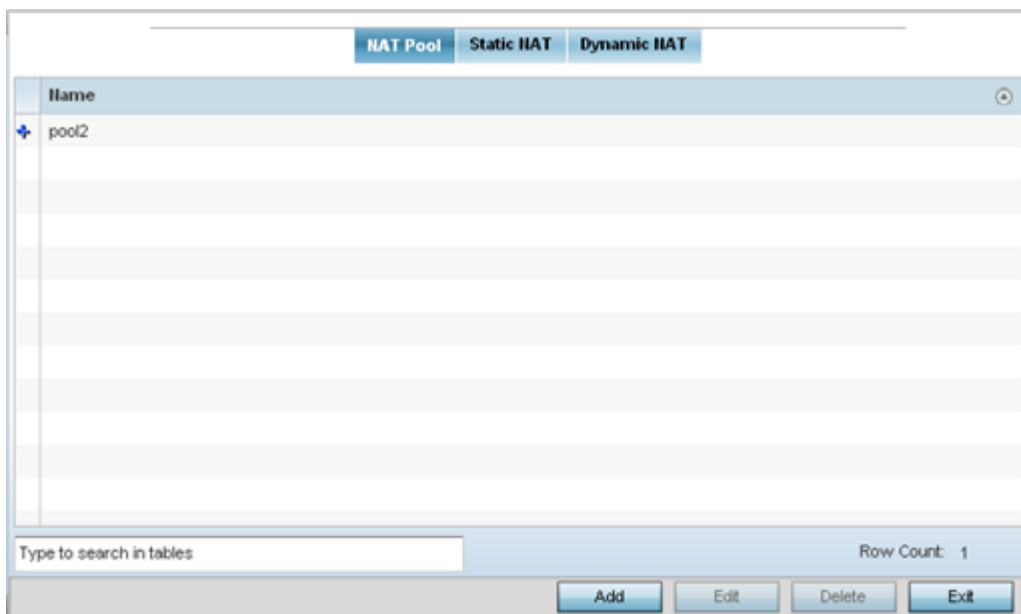 NAT Pool Static NAT Dynamic NAT
Name
pool2
Type to search in tables
Row Count: 1
Add Edit Delete Exit